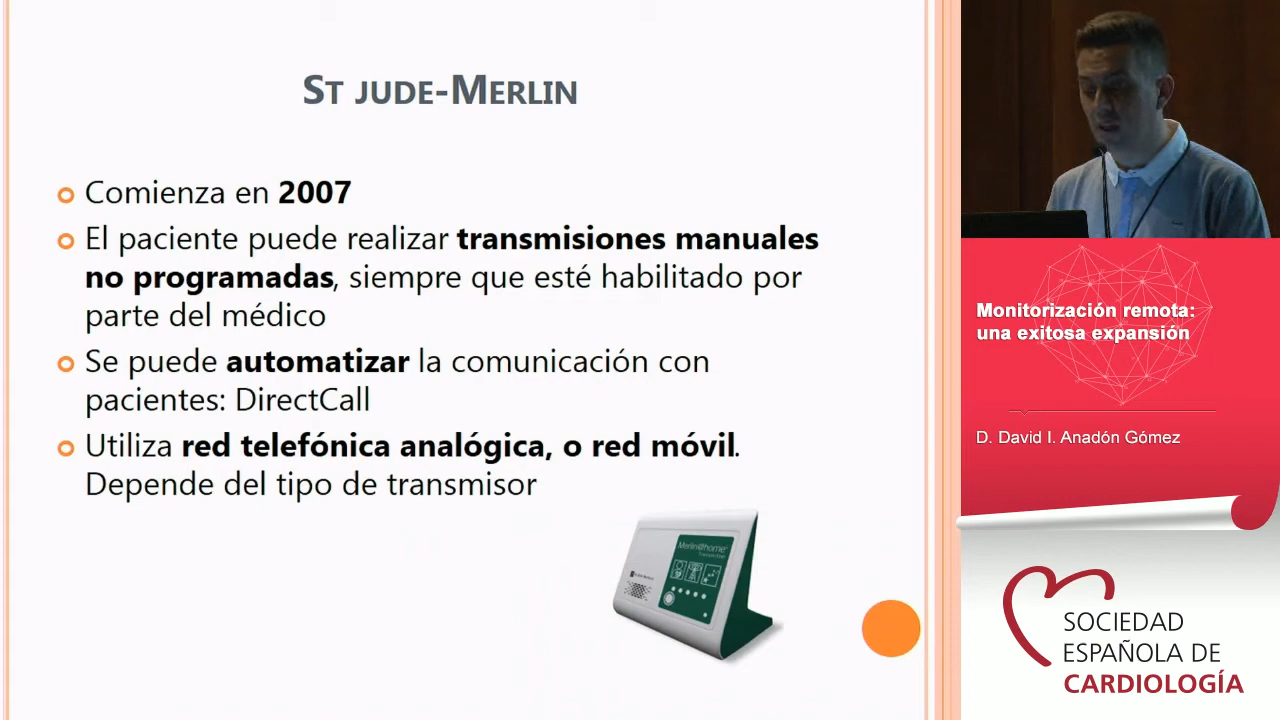 ST JUDE-MERLIN
Comienza en 2007
El paciente puede realizar transmisiones manuales
no programadas, siempre que esté habilitado por
parte del médico
Se puede automatizar la comunicación con
pacientes: DirectCall
Utiliza red telefónica analógica, o red móvil.
Depende del tipo de transmisor
Merlin@home
Monitorización remota:
una exitosa expansión
D. David I. Anadón Gómez
SOCIEDAD
ESPAÑOLA DE
CARDIOLOGÍA